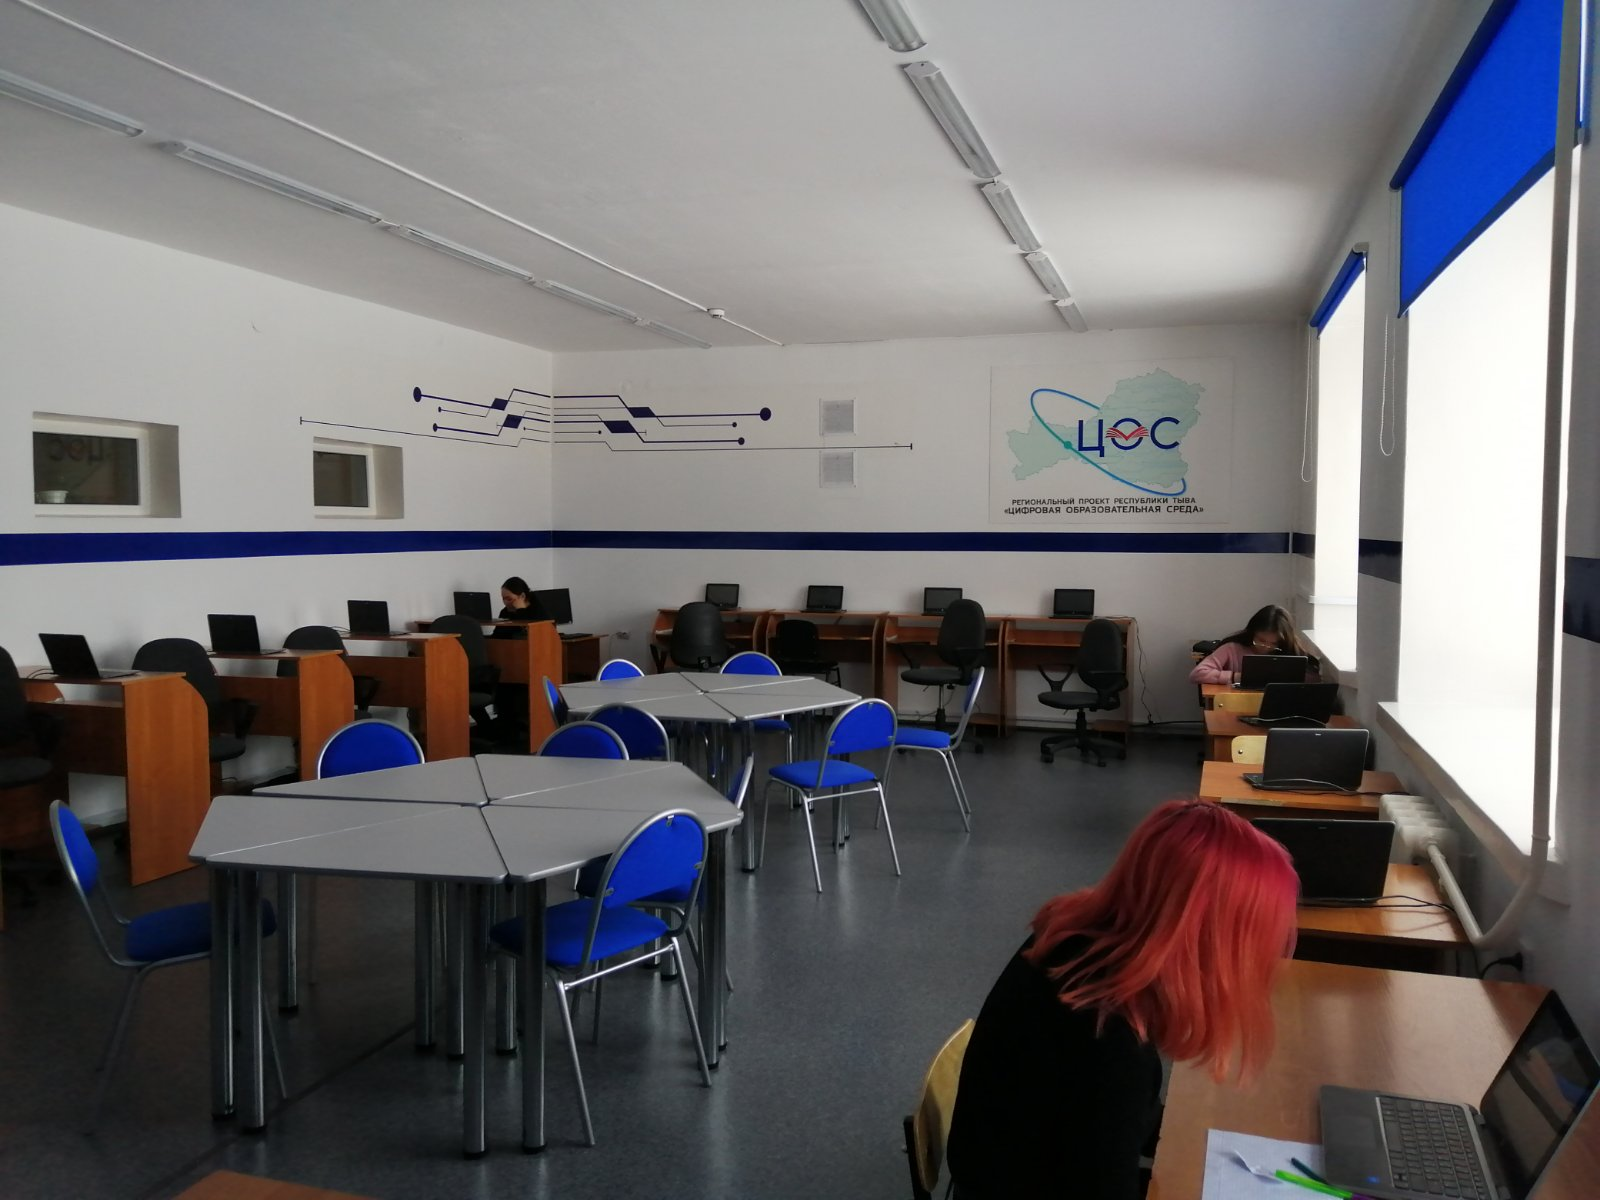 ЦОС
РЕГИОНАЛЬНЫЙ ПРОЕКТ РЕСПУБЛИКИ ТЫВА
«ЦИФРОВАЯ ОБРАЗОВАТЕЛЬНАЯ СРЕДА»